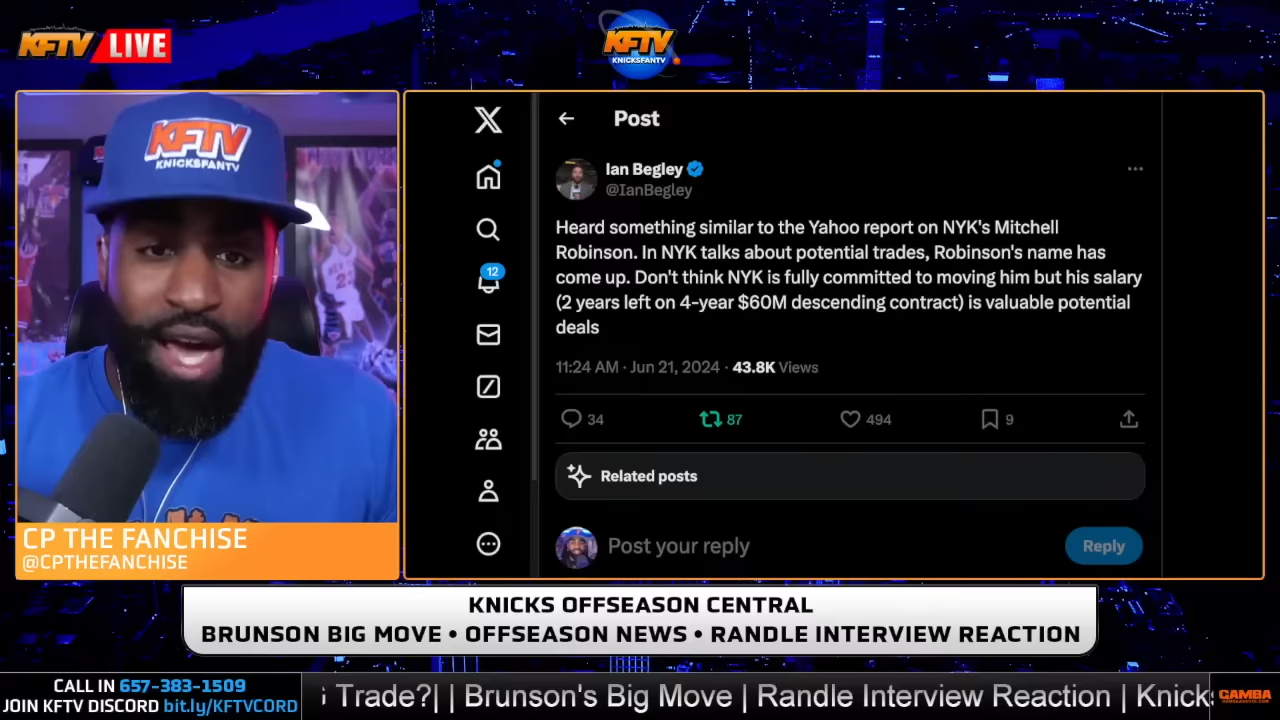 KFTV LIVE
KFTV
KNICKSFANTV
KFTV
KNICKSFANTV
Post
Ian Begley
@IanBegley
Heard something similar to the Yahoo report on NYK's Mitchell
Robinson. In NYK talks about potential trades, Robinson's name has
come up. Don't think NYK is fully committed to moving him but his salary
(2 years left on 4-year $60M descending contract) is valuable potential
deals
11:24 AM · Jun 21, 2024 · 43.8K Views
34 87 494 9
Related posts
Post your reply
Reply
12
CP THE FANCHISE
@CPTHEFANCHISE
KNICKS OFFSEASON CENTRAL
BRUNSON BIG MOVE • OFFSEASON NEWS • RANDLE INTERVIEW REACTION
CALL IN 657-383-1509
JOIN KFTV DISCORD bit.ly/KFTVCORD
Trade?| | Brunson's Big Move | Randle Interview Reaction | Knicks
GAMBA